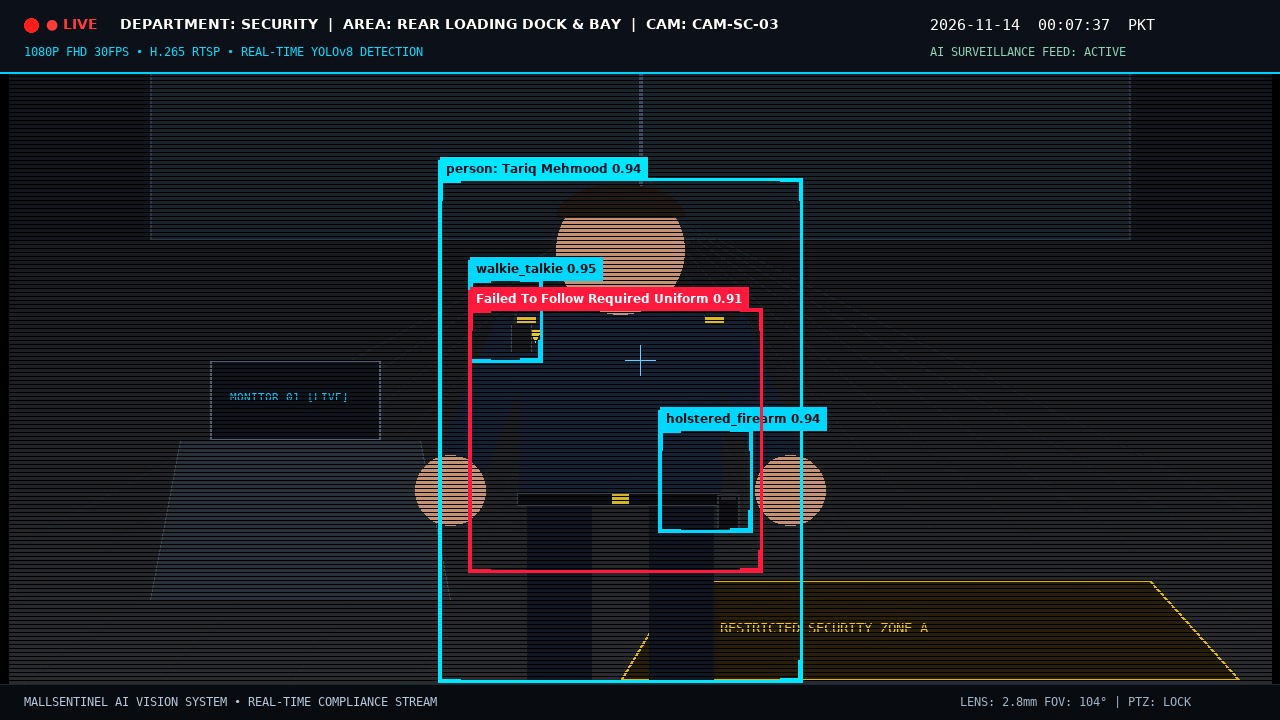 ● LIVE
DEPARTMENT: SECURITY | AREA: REAR LOADING DOCK & BAY | CAM: CAM-SC-03
2026-11-14 00:07:37 PKT
1080P FHD 30FPS • H.265 RTSP • REAL-TIME YOLOv8 DETECTION
AI SURVEILLANCE FEED: ACTIVE
person: Tariq Mehmood 0.94
walkie_talkie 0.95
Failed To Follow Required Uniform 0.91
MONITOR 01 [LIVE]
holstered_firearm 0.94
RESTRICTED SECURITY ZONE A
MALLSENTINEL AI VISION SYSTEM • REAL-TIME COMPLIANCE STREAM
LENS: 2.8mm FOV: 104° | PTZ: LOCK